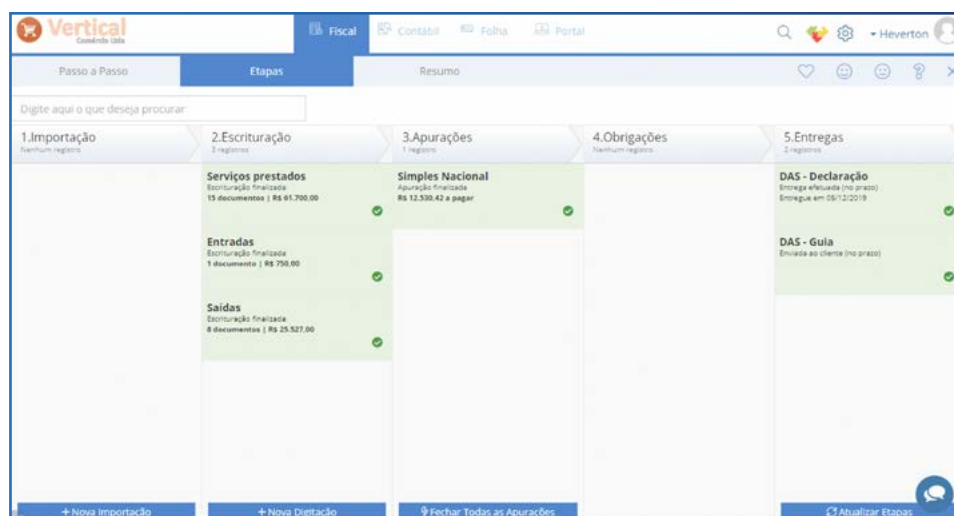 Vertical
Comércio Ltda
Fiscal
Contábil
Folha
Portal
Heverton
Passo a Passo
Etapas
Resumo
Digite aqui o que deseja procurar
1.Importação
Nenhum registro
2.Escrituração
3 registros
3.Apurações
1 registro
4.Obrigações
Nenhum registro
5.Entregas
2 registros
Serviços prestados
Escrituração finalizada
15 documentos | R$ 61.700,00
Entradas
Escrituração finalizada
1 documento | R$ 750,00
Saídas
Escrituração finalizada
8 documentos | R$ 25.527,00
Simples Nacional
Apuração finalizada
R$ 12.530,42 a pagar
DAS - Declaração
Entrega efetuada (no prazo)
Entregue em 05/12/2019
DAS - Guia
Enviada ao cliente (no prazo)
+ Nova Importação
+ Nova Digitação
Fechar Todas as Apurações
Atualizar Etapas